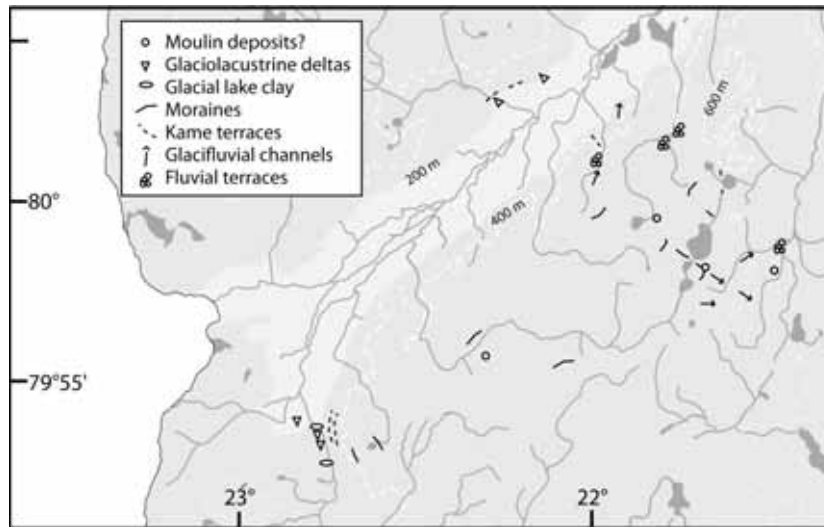 Moulin deposits?
Glaciolacustrine deltas
Glacial lake clay
Moraines
Kame terraces
Glacifluvial channels
Fluvial terraces
600 m
200 m
80°
400 m
79°55'
23°
22°